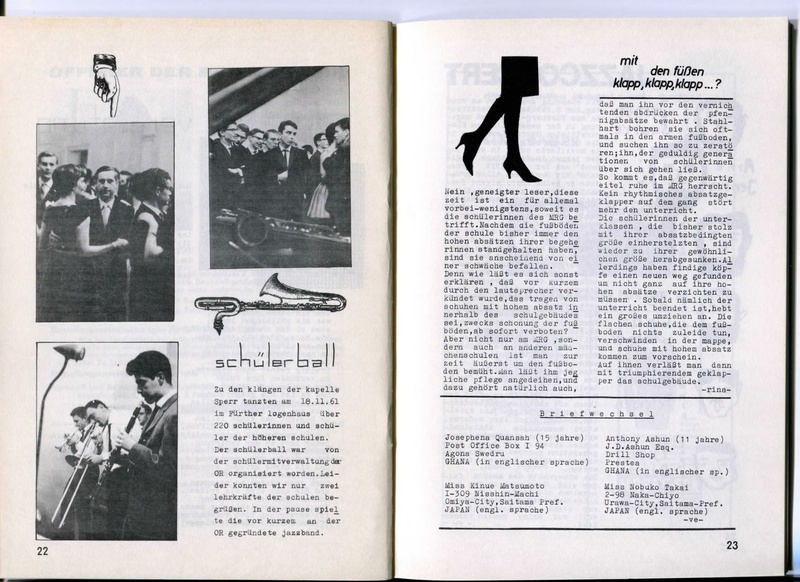 schülerball
Zu den klängen der kapelle
Sperr tanzten am 18.11.61
im Fürther logenhaus über
220 schülerinnen und schü-
ler der höheren schulen.
Der schülerball war von
der schülermitverwaltung der
OR organisiert worden.Lei-
der konnten wir nur zwei
lehrkräfte der schulen be-
grüßen. In der pause spiel
te die vor kurzem an der
OR gegründete jazzband.
22
mit
den füßen
klapp, klapp, klapp ...?
Nein ,geneigter leser,diese
zeit ist ein für allemal
vorbei-wenigstens,soweit es
die schülerinnen des MRG be
trifft.Nachdem die fußböden
der schule bisher immer den
hohen absätzen ihrer begehe
rinnen standgehalten haben,
sind sie anscheinend von ei
ner schwäche befallen.
Denn wie läßt es sich sonst
erklären , daß vor kurzem
durch den lautsprecher ver-
kündet wurde,das tragen von
schuhen mit hohem absatz in
nerhalb des schulgebäudes
sei,zwecks schonung der fuß
böden,ab sofort verboten?
Aber nicht nur am MRG ,son-
dern auch an anderen mäd-
chenschulen ist man zur
zeit äußerst um den fußbo-
den bemüht.Man läßt ihm jeg
liche pflege angedeihen,und
dazu gehört natürlich auch,
daß man ihn vor den vernich
tenden abdrücken der pfen-
nigabsätze bewahrt . Stahl-
hart bohren sie sich oft-
mals in den armen fußboden,
und suchen ihn so zu zerstö
ren;ihn,der geduldig genera
tionen von schülerinnen
über sich gehen ließ.
So kommt es,daß gegenwärtig
eitel ruhe im MRG herrscht.
Kein rhythmisches absatzge-
klapper auf dem gang stört
mehr den unterricht.
Die schülerinnen der unter-
klassen , die bisher stolz
mit ihrer absatzbedingten
größe einherstelzten , sind
wieder zu ihrer gewöhnli-
chen größe herabgesunken.Al
lerdings haben findige köp-
fe einen neuen weg gefunden
um nicht ganz auf ihre ho-
hen absätze verzichten zu
müssen . Sobald nämlich der
unterricht beendet ist,hebt
ein großes umziehen an. Die
flachen schuhe,die dem fuß-
boden nichts zuleide tun,
verschwinden in der mappe,
und schuhe mit hohem absatz
kommen zum vorschein.
Auf ihnen verläßt man dann
mit triumphierendem geklap-
per das schulgebäude.
-rina-
Briefwechsel
Josephena Quansah (15 jahre)
Post Office Box I 94
Agona Swedru
GHANA (in englischer sprache)
Miss Kinue Matsumoto
I-309 Nisshin-Machi
Omiya-City,Saitama Pref.
JAPAN (engl. sprache)
Anthony Ashun (11 jahre)
J.D.Ashun Esq.
Drill Shop
Prestea
GHANA (in englischer sp.)
Miss Nobuko Takai
2-98 Naka-Chiyo
Urawa-City,Saitama-Pref.
JAPAN (engl. sprache)
-ve-
23